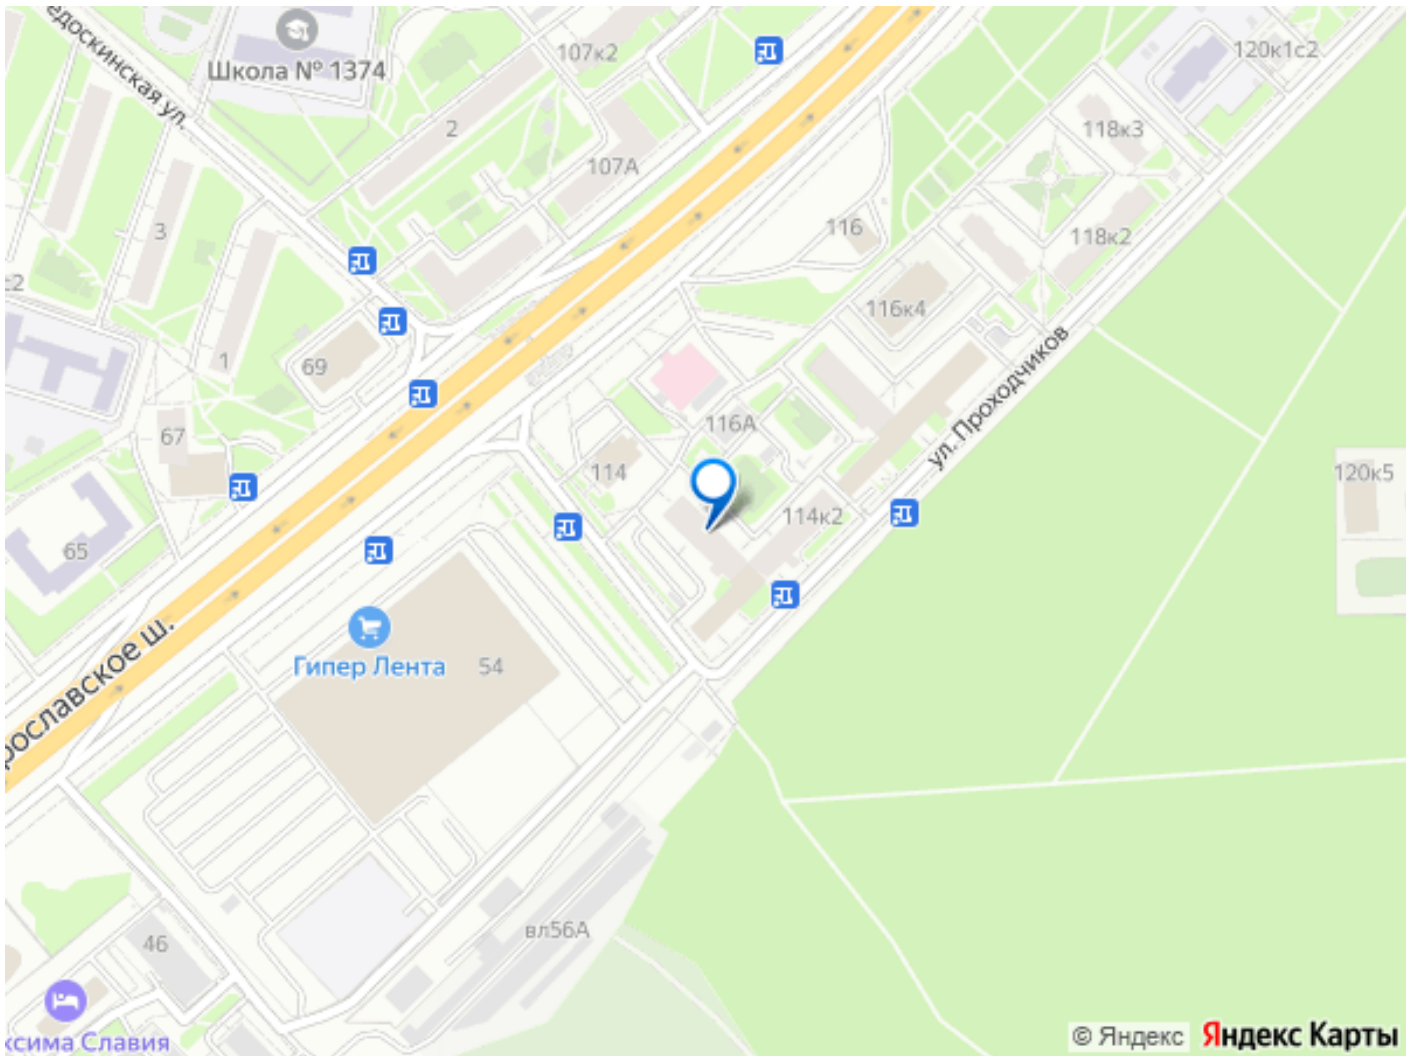 едоскинская ул.
Школа № 1374
107к2
120к1с2
2
118к3
107А
3
116
118к2
с2
116к4
1
69
ул. Проходчиков
67
116А
114
120к5
65
114к2
рославское ш.
Гипер Лента
54
46
вл56А
ксима Славия
© Яндекс
Яндекс Карты